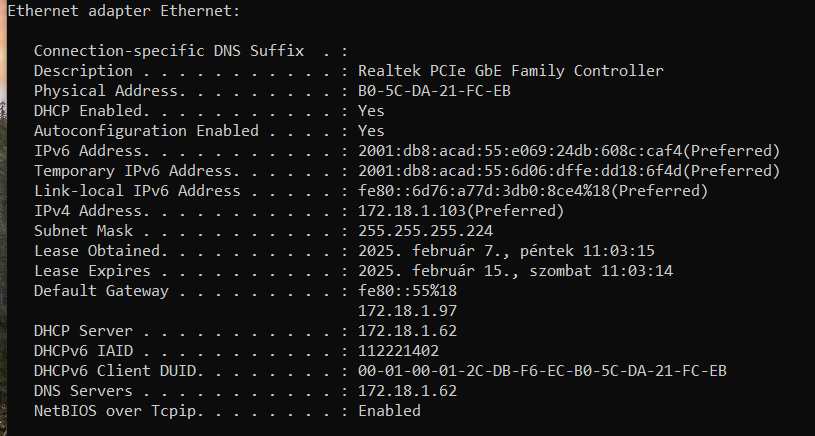 Ethernet adapter Ethernet:
Connection-specific DNS Suffix  . :
Description . . . . . . . . . . . : Realtek PCIe GbE Family Controller
Physical Address. . . . . . . . . : B0-5C-DA-21-FC-EB
DHCP Enabled. . . . . . . . . . . : Yes
Autoconfiguration Enabled . . . . : Yes
IPv6 Address. . . . . . . . . . . : 2001:db8:acad:55:e069:24db:608c:caf4(Preferred)
Temporary IPv6 Address. . . . . . : 2001:db8:acad:55:6d06:dffe:dd18:6f4d(Preferred)
Link-local IPv6 Address . . . . . : fe80::6d76:a77d:3db0:8ce4%18(Preferred)
IPv4 Address. . . . . . . . . . . : 172.18.1.103(Preferred)
Subnet Mask . . . . . . . . . . . : 255.255.255.224
Lease Obtained. . . . . . . . . . : 2025. február 7., péntek 11:03:15
Lease Expires . . . . . . . . . . : 2025. február 15., szombat 11:03:14
Default Gateway . . . . . . . . . : fe80::55%18
172.18.1.97
DHCP Server . . . . . . . . . . . : 172.18.1.62
DHCPv6 IAID . . . . . . . . . . . : 112221402
DHCPv6 Client DUID. . . . . . . . : 00-01-00-01-2C-DB-F6-EC-B0-5C-DA-21-FC-EB
DNS Servers . . . . . . . . . . . : 172.18.1.62
NetBIOS over Tcpip. . . . . . . . : Enabled